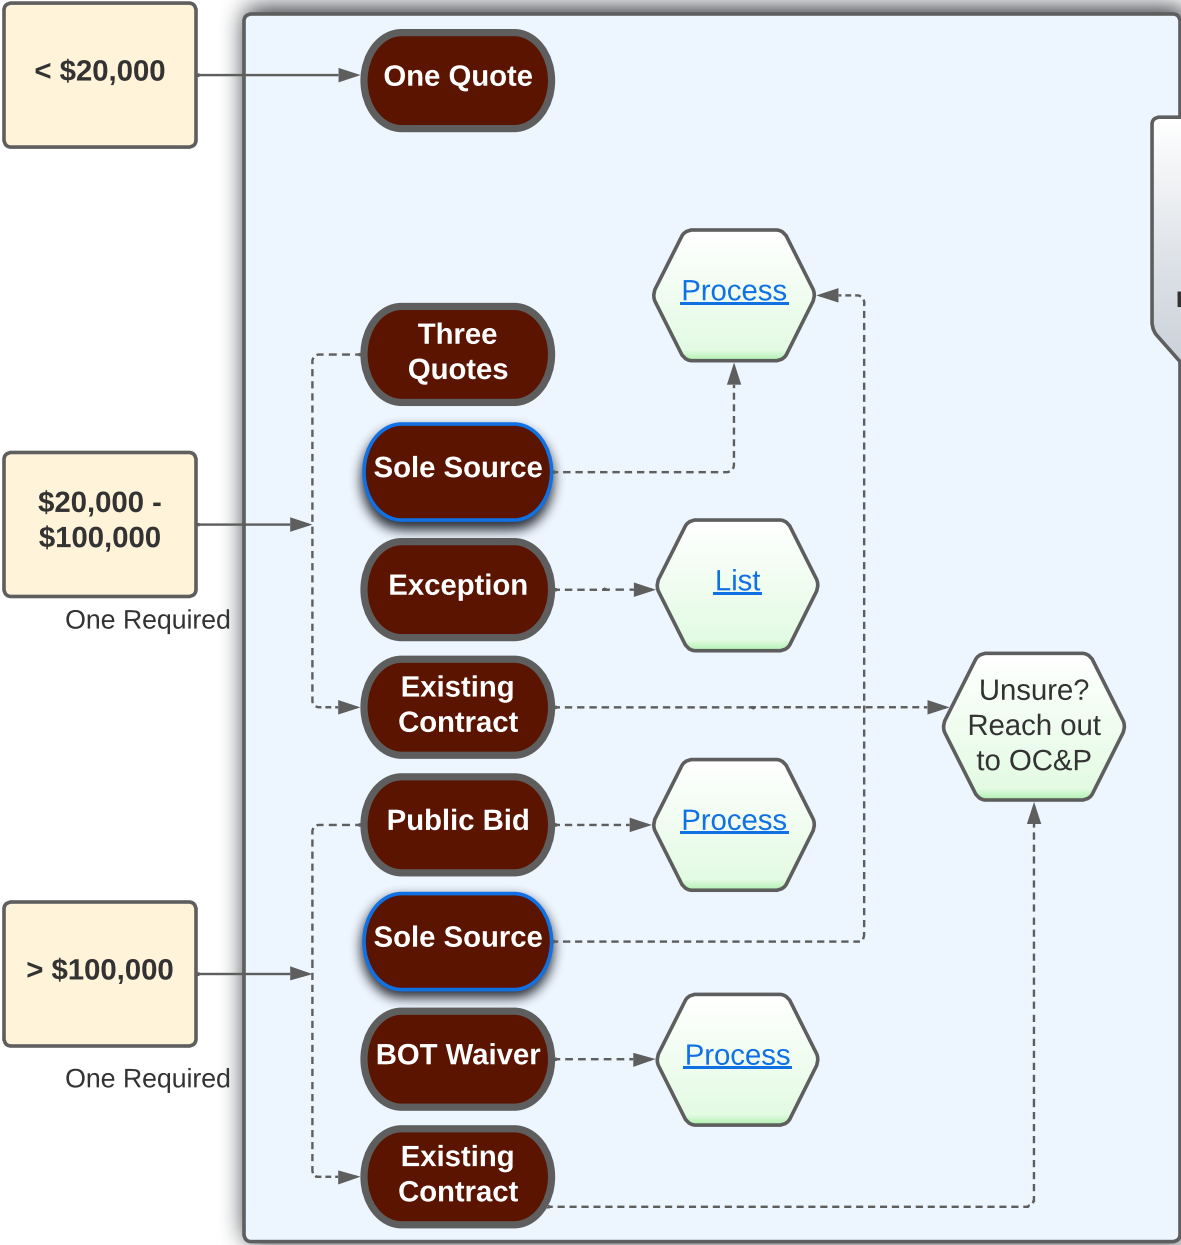 < $20,000
One Quote
Process
Three
Quotes
Sole Source
$20,000 -
$100,000
One Required
Exception
List
Existing
Contract
Unsure?
Reach out
to OC&P
Public Bid
Process
Sole Source
> $100,000
One Required
BOT Waiver
Process
Existing
Contract